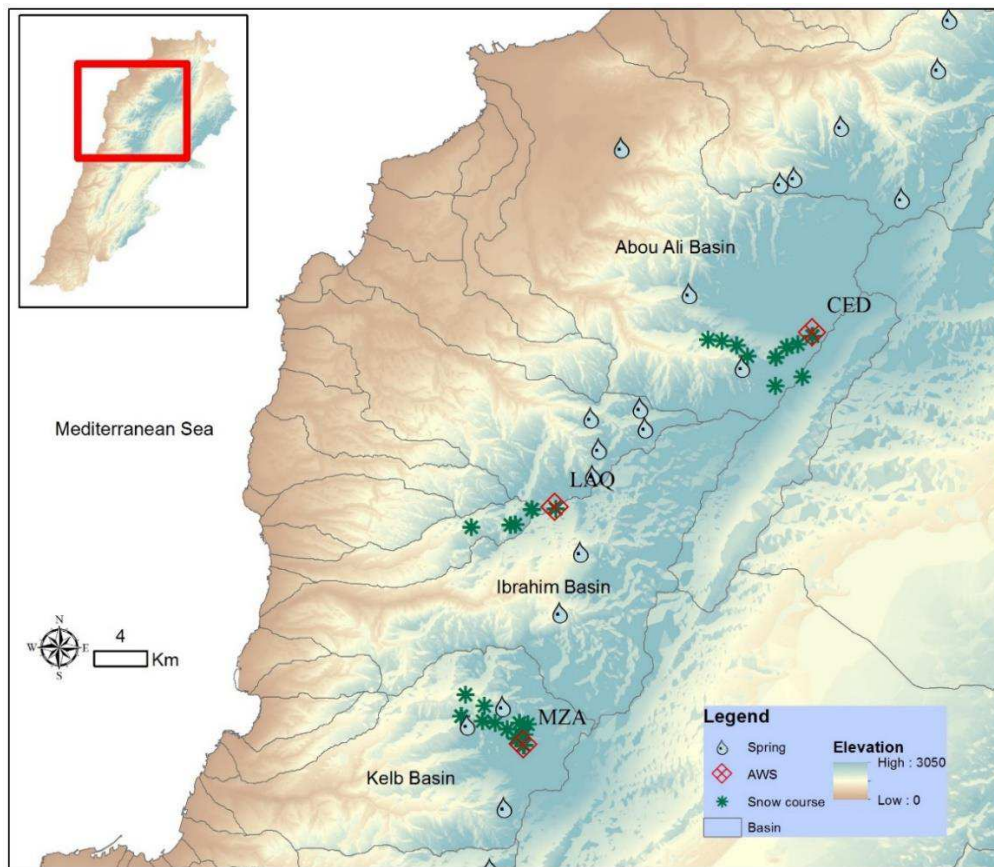 Abou Ali Basin
CED
Mediterranean Sea
LAQ
Ibrahim Basin
N
W
E
S
4
Km
MZA
Kelb Basin
Legend
Spring
AWS
Snow course
Basin
Elevation
High : 3050
Low : 0